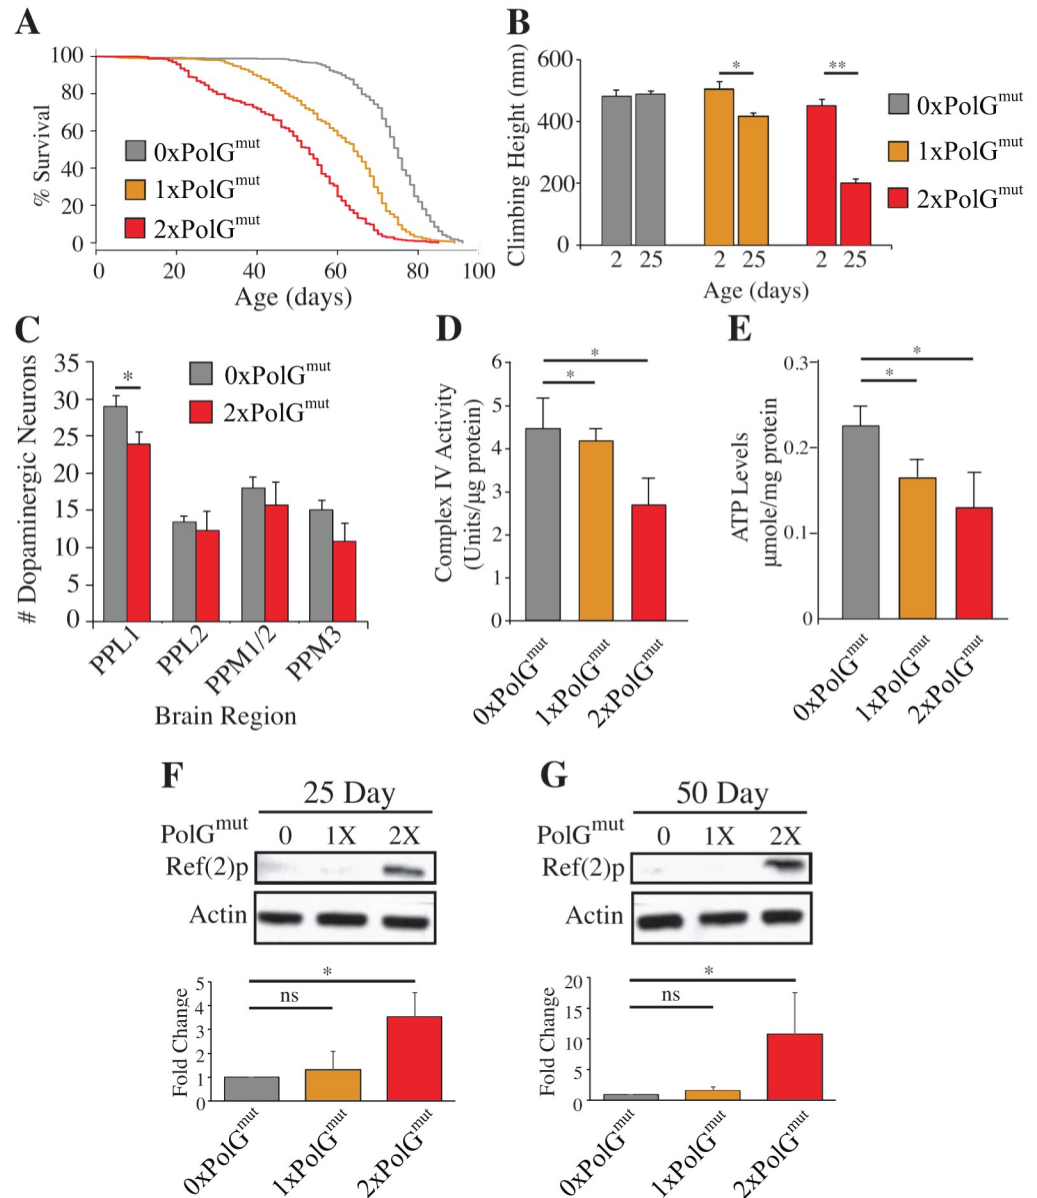 A
100
80
60
40
20
0
% Survival
0xPolGmut
1xPolGmut
2xPolGmut
0 20 40 60 80 100
Age (days)
B
600
400
200
0
Climbing Height (mm)
* **
2 25 2 25 2 25
Age (days)
0xPolGmut
1xPolGmut
2xPolGmut
C
35
30
25
20
15
10
5
0
# Dopaminergic Neurons
*
0xPolGmut
2xPolGmut
PPL1 PPL2 PPM1/2 PPM3
Brain Region
D
6
5
4
3
2
1
0
Complex IV Activity
(Units/µg protein)
*
*
0xPolGmut 1xPolGmut 2xPolGmut
E
0.3
0.2
0.1
0
ATP Levels
µmole/mg protein
*
*
0xPolGmut 1xPolGmut 2xPolGmut
F
25 Day
PolGmut 0 1X 2X
Ref(2)p
Actin
5
4
3
2
1
0
Fold Change
*
ns
0xPolGmut 1xPolGmut 2xPolGmut
G
50 Day
PolGmut 0 1X 2X
Ref(2)p
Actin
20
15
10
5
0
Fold Change
*
ns
0xPolGmut 1xPolGmut 2xPolGmut